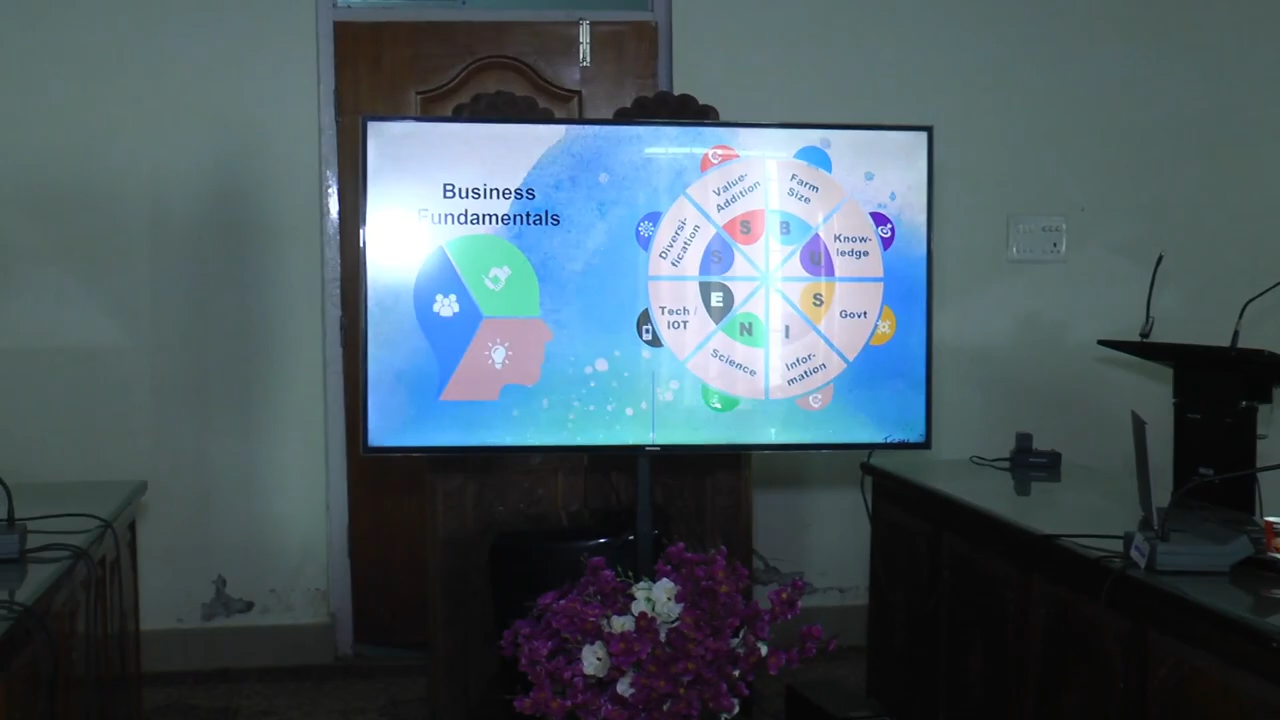 Business
Fundamentals
Value-
Addition
Farm
Size
Know-
ledge
Govt
Infor-
mation
Science
Tech /
IOT
Diversi-
fication
B
U
S
I
N
E
S
S